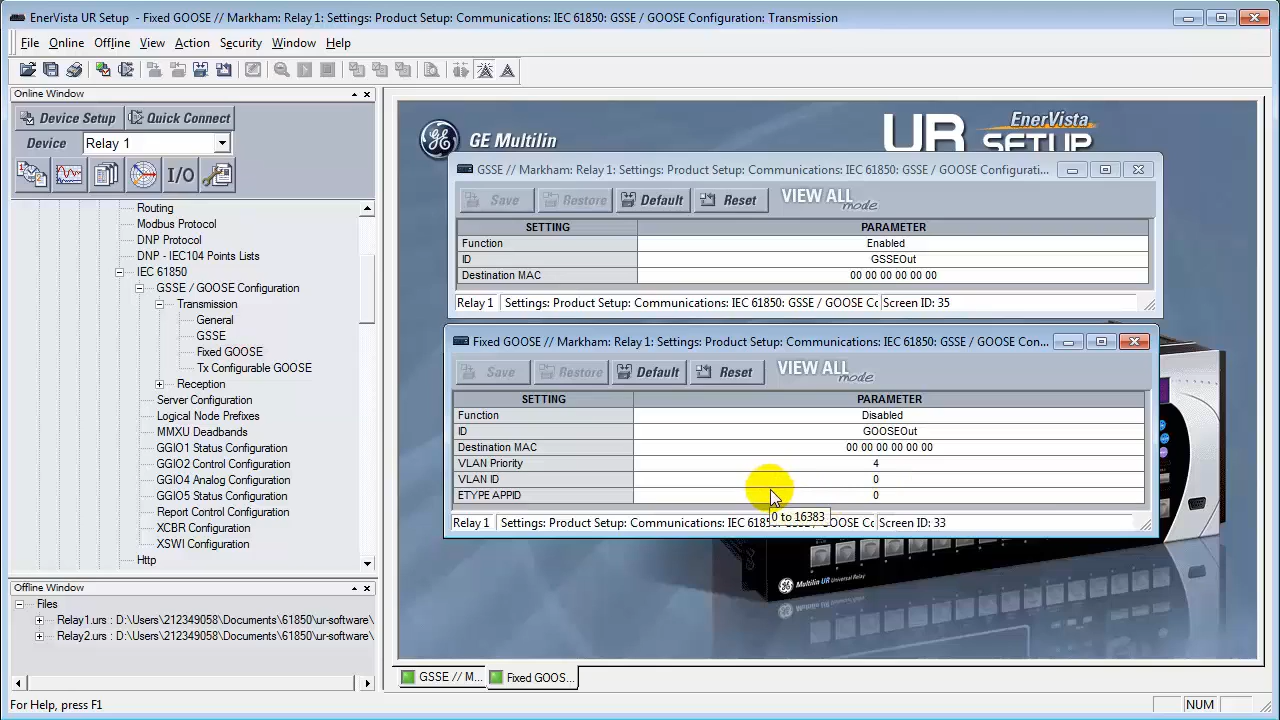 EnerVista UR Setup - Fixed GOOSE // Markham: Relay 1: Settings: Product Setup: Communications: IEC 61850: GSSE / GOOSE Configuration: Transmission
File Online Offline View Action Security Window Help
Online Window
Device Setup Quick Connect
Device Relay 1
I/O
Routing
Modbus Protocol
DNP Protocol
DNP - IEC104 Points Lists
IEC 61850
GSSE / GOOSE Configuration
Transmission
General
GSSE
Fixed GOOSE
Tx Configurable GOOSE
Reception
Server Configuration
Logical Node Prefixes
MMXU Deadbands
GGIO1 Status Configuration
GGIO2 Control Configuration
GGIO4 Analog Configuration
GGIO5 Status Configuration
Report Control Configuration
XCBR Configuration
XSWI Configuration
Http
Offline Window
Files
Relay1.urs : D:\Users\212349058\Documents\61850\ur-software\
Relay2.urs : D:\Users\212349058\Documents\61850\ur-software\
For Help, press F1
GE Multilin
UR EnerVista
SETUP
GSSE // Markham: Relay 1: Settings: Product Setup: Communications: IEC 61850: GSSE / GOOSE Configurati...
Save Restore Default Reset VIEW ALL mode
SETTING PARAMETER
Function Enabled
ID GSSEOut
Destination MAC 00 00 00 00 00 00
Relay 1 Settings: Product Setup: Communications: IEC 61850: GSSE / GOOSE Cc Screen ID: 35
Fixed GOOSE // Markham: Relay 1: Settings: Product Setup: Communications: IEC 61850: GSSE / GOOSE Con...
Save Restore Default Reset VIEW ALL mode
SETTING PARAMETER
Function Disabled
ID GOOSEOut
Destination MAC 00 00 00 00 00 00
VLAN Priority 4
VLAN ID 0
ETYPE APPID 0
0 to 16383
Relay 1 Settings: Product Setup: Communications: IEC 61850: GSSE / GOOSE Cc Screen ID: 33
Multilin UR Universal Relay
GSSE // M... Fixed GOOS...
NUM